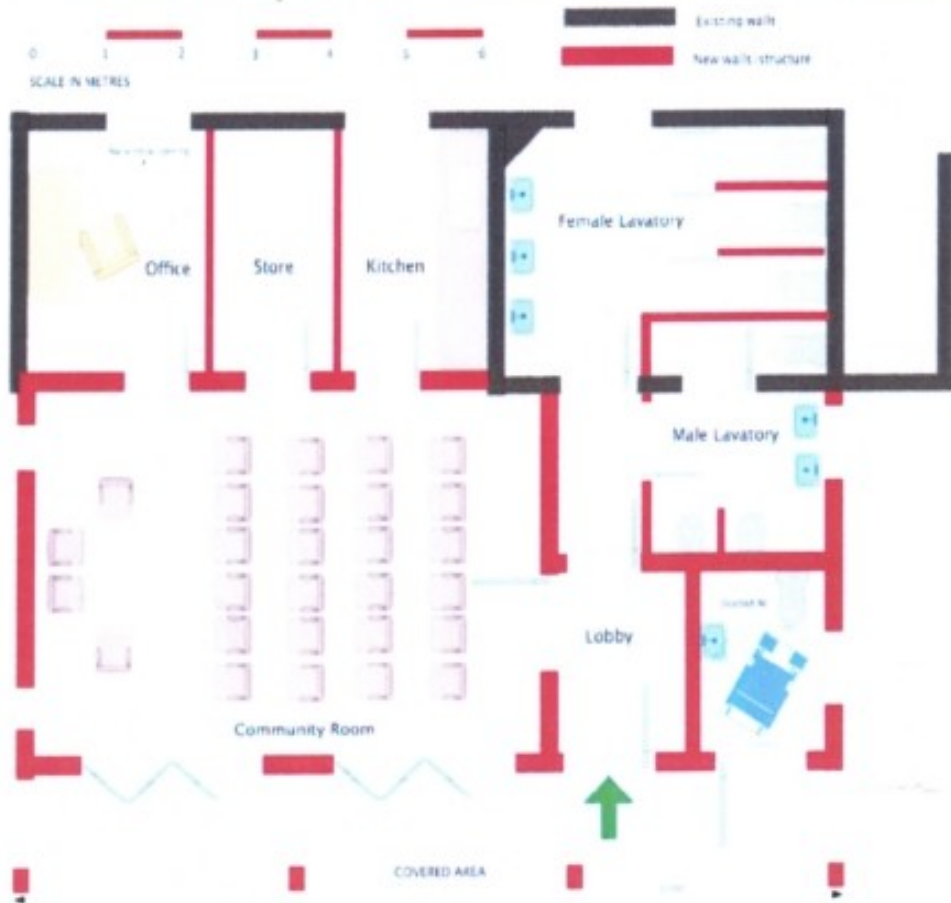 Existing walls
0 1 2 3 4 5 6
New walls/structure
SCALE IN METRES
Female Lavatory
Office
Store
Kitchen
Male Lavatory
Lobby
Community Room
COVERED AREA